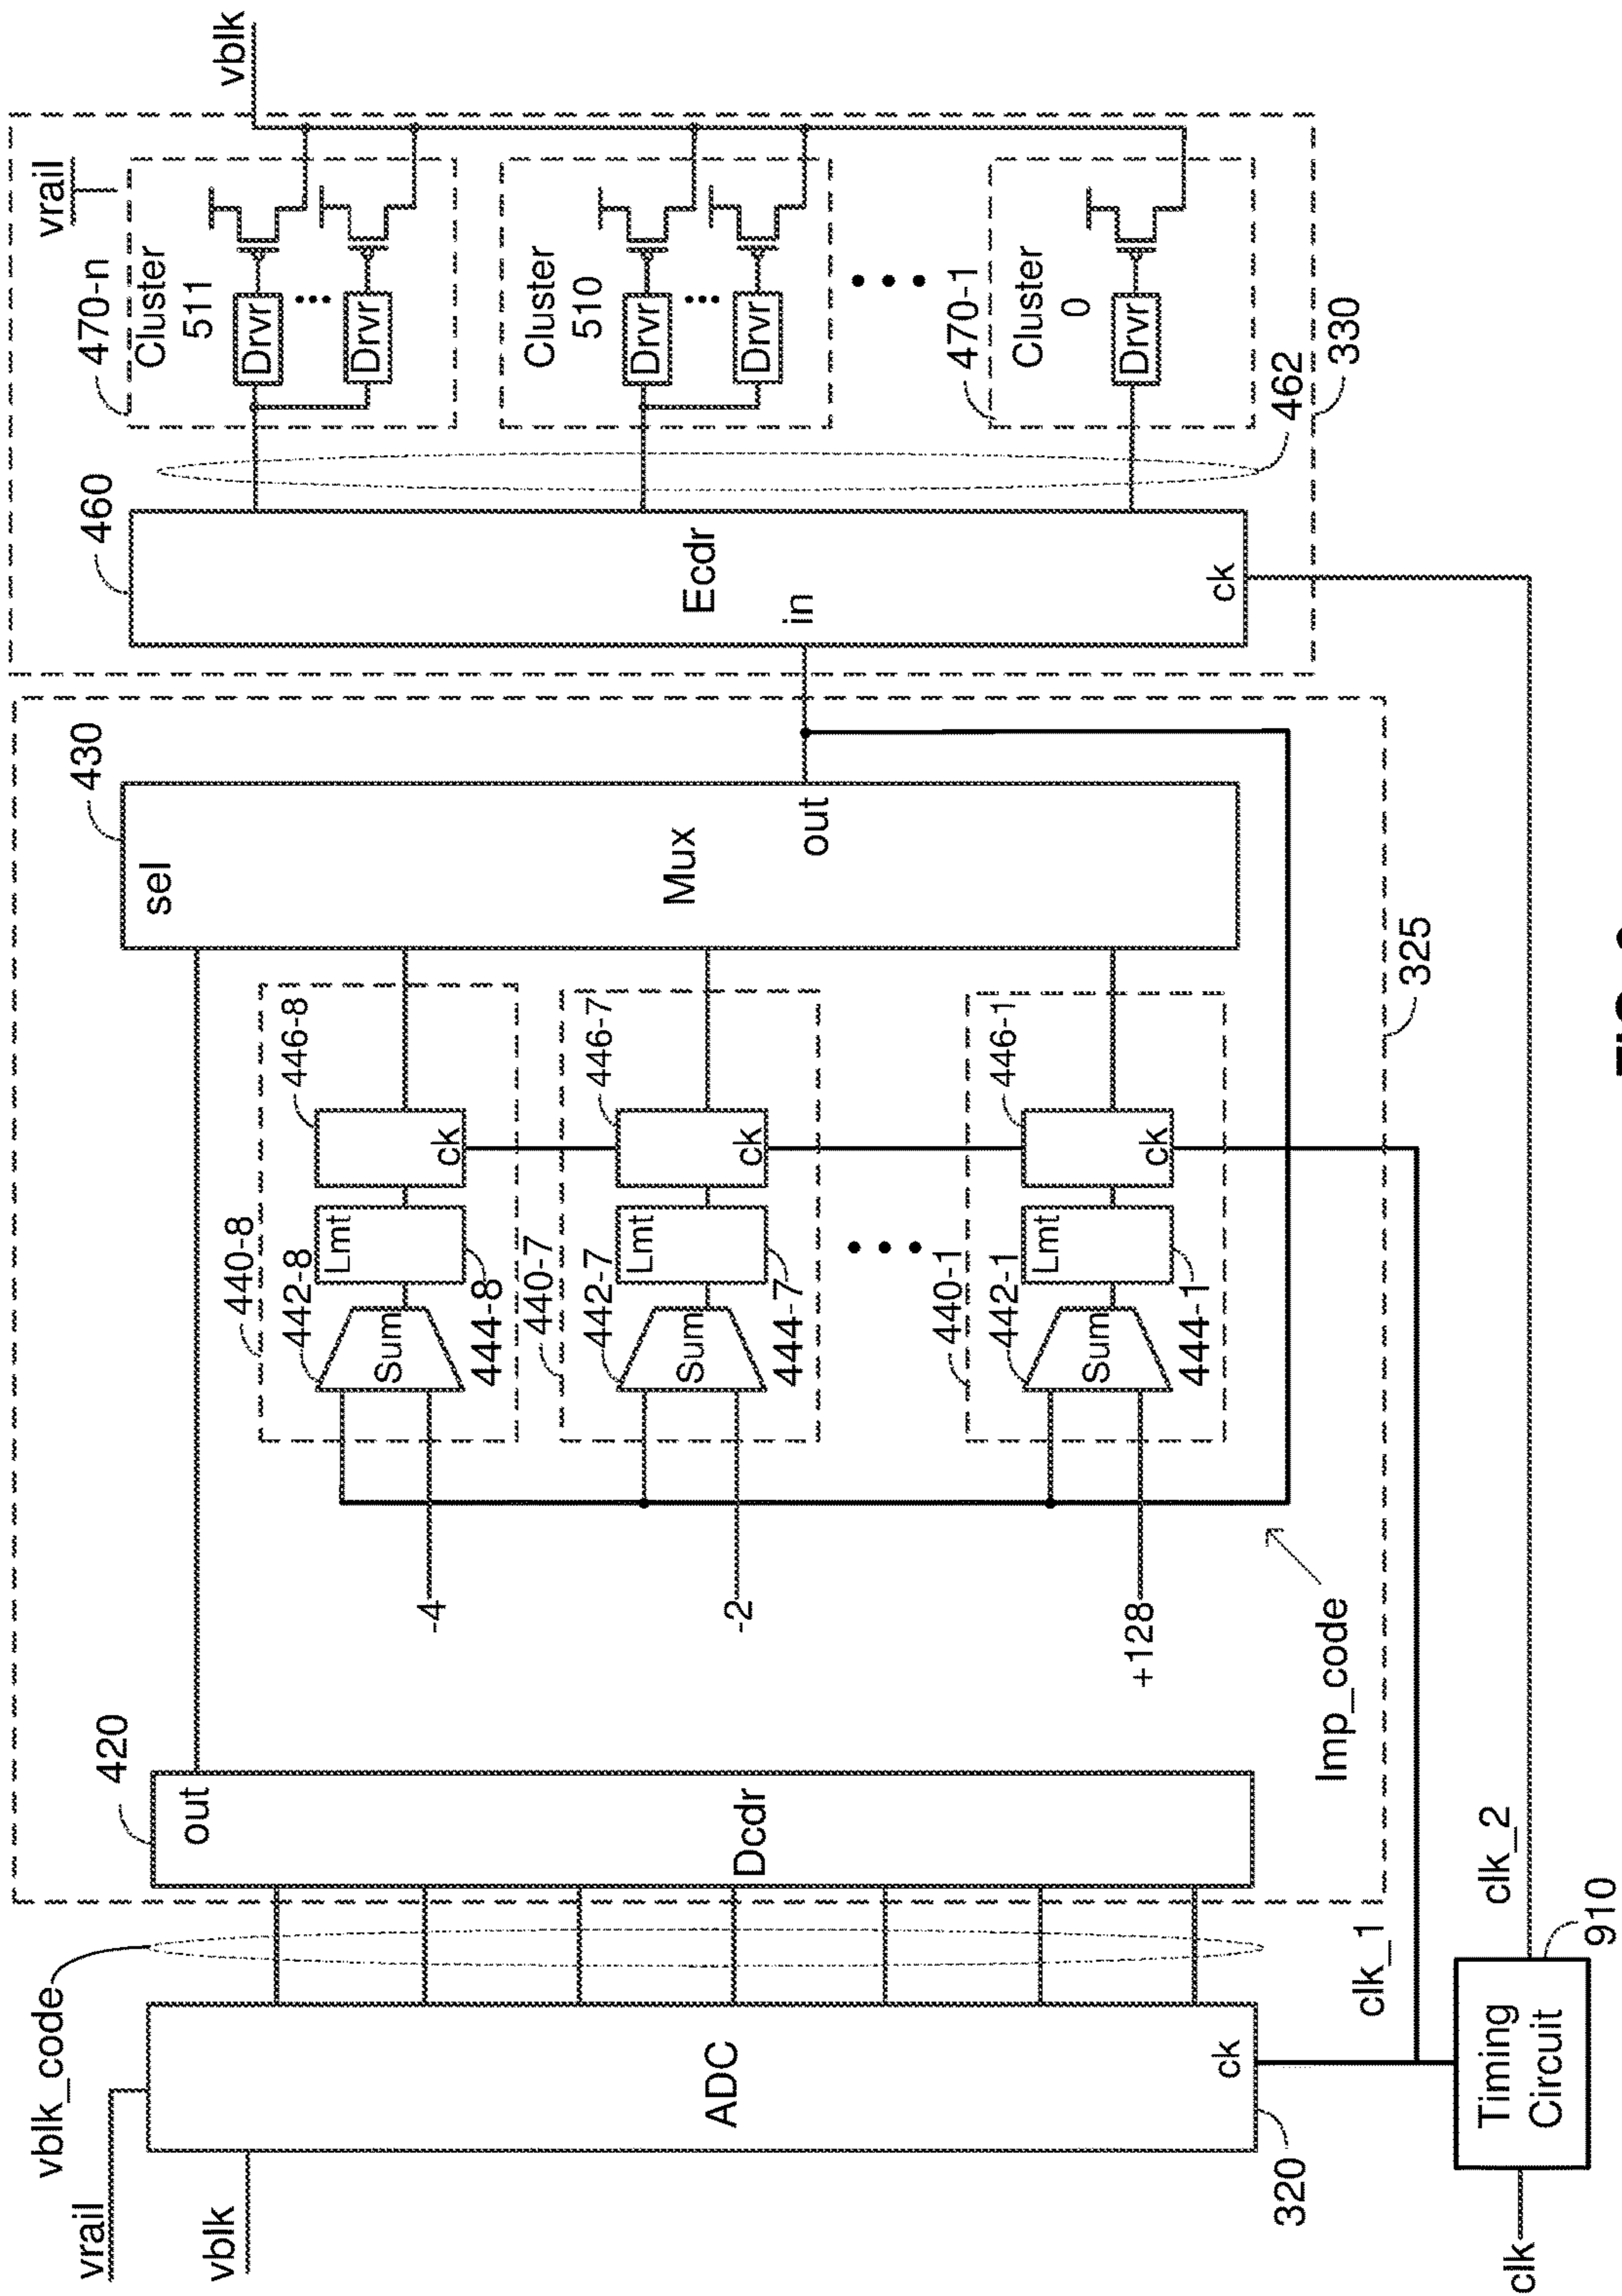 vrail
vblk
vblk_code
ADC
ck
320
420
out
Dcdr
clk
Timing
Circuit
910
clk_1
clk_2
Imp_code
325
-4
-2
+128
440-8
442-8
Sum
444-8
Lmt
446-8
ck
440-7
442-7
Sum
444-7
Lmt
446-7
ck
440-1
442-1
Sum
444-1
Lmt
446-1
ck
430
sel
Mux
out
460
Ecdr
in
ck
462
330
470-n
vrail
Cluster
511
Drvr
Drvr
Cluster
510
Drvr
Drvr
470-1
Cluster
0
Drvr
vblk